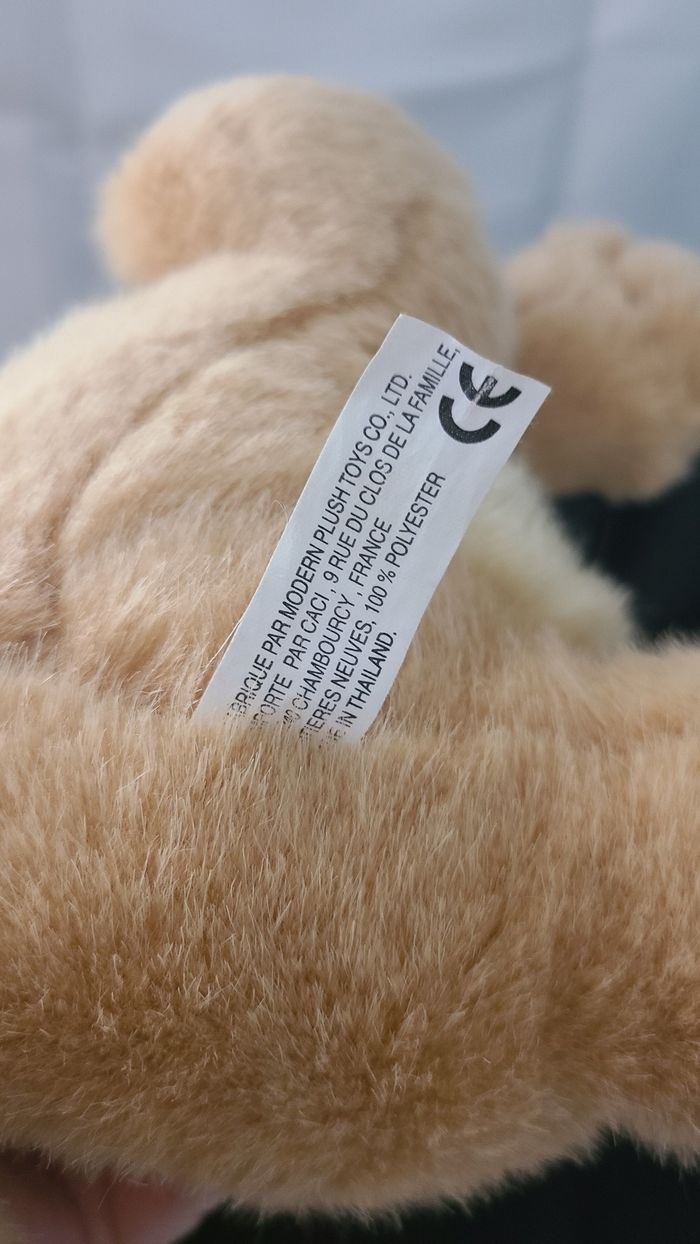 BRIQUE PAR MODERN PLUSH TOYS CO., LTD.
PORTE PAR CACI, 9 RUE DU CLOS DE LA FAMILLE,
CHAMBOURCY, FRANCE
TIERES NEUVES, 100 % POLYESTER
IN THAILAND.
CE